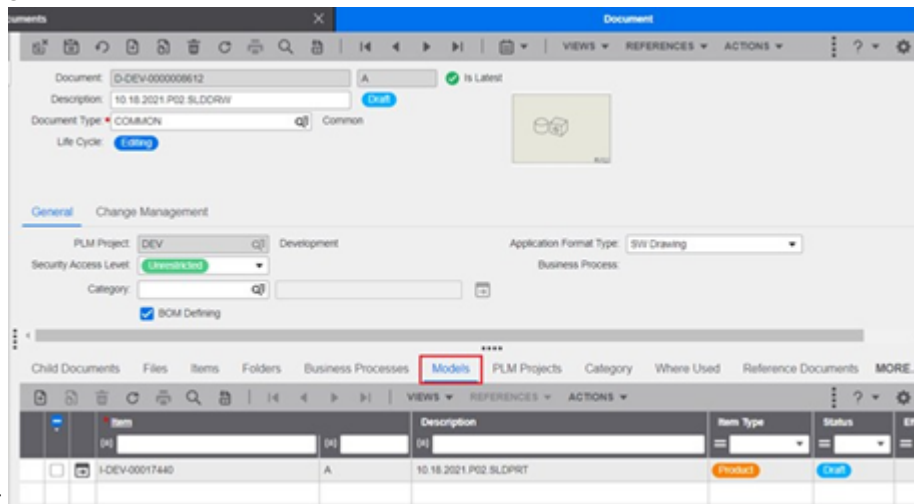 uments
Document
VIEWS REFERENCES ACTIONS ?
Document: D-DEV-0000008612 A Is Latest
Description: 10.18.2021.P02.SLDDRW Draft
Document Type: * COMMON Common
Life Cycle: Editing
General Change Management
PLM Project: DEV Development Application Format Type: SW Drawing
Security Access Level: Unrestricted Business Process:
Category:
BOM Defining
Child Documents Files Items Folders Business Processes Models PLM Projects Category Where Used Reference Documents MORE.
VIEWS REFERENCES ACTIONS ?
* Item Description Item Type Status
I-DEV-00017440 A 10.18.2021.P02.SLDPRT Product Draft